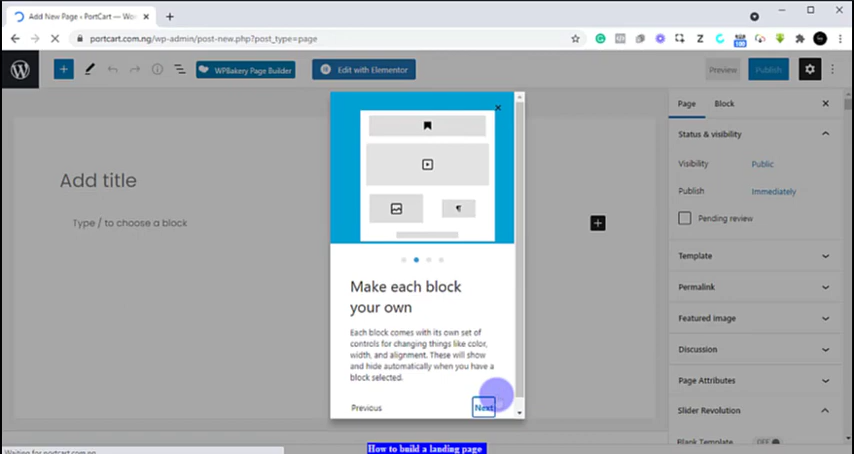 Add New Page ‹ PortCart — Wo
portcart.com.ng/wp-admin/post-new.php?post_type=page
WPBakery Page Builder
Edit with Elementor
Preview
Publish
Page
Block
Status & visibility
Visibility
Public
Publish
Immediately
Pending review
Template
Permalink
Featured image
Discussion
Page Attributes
Slider Revolution
Blank Template
OFF
Add title
Type / to choose a block
Make each block
your own
Each block comes with its own set of
controls for changing things like color,
width, and alignment. These will show
and hide automatically when you have a
block selected.
Previous
Next
Waiting for portcart.com.ng
How to build a landing page